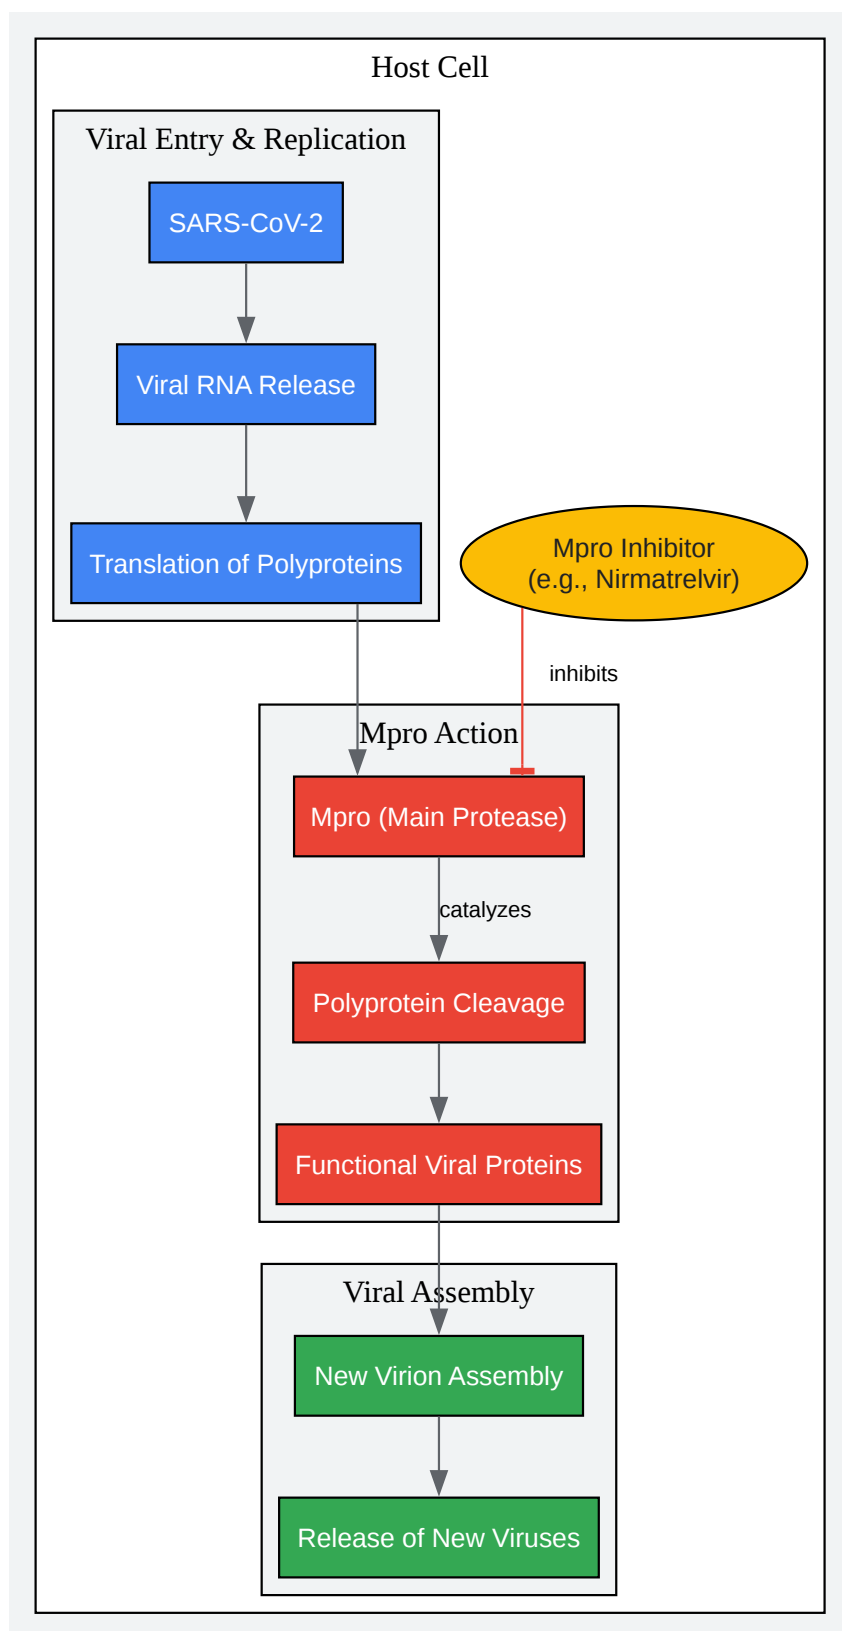 Host Cell
Viral Entry & Replication
SARS-CoV-2
Viral RNA Release
Translation of Polyproteins
Mpro Inhibitor
(e.g., Nirmatrelvir)
inhibits
Mpro Action
Mpro (Main Protease)
catalyzes
Polyprotein Cleavage
Functional Viral Proteins
Viral Assembly
New Virion Assembly
Release of New Viruses